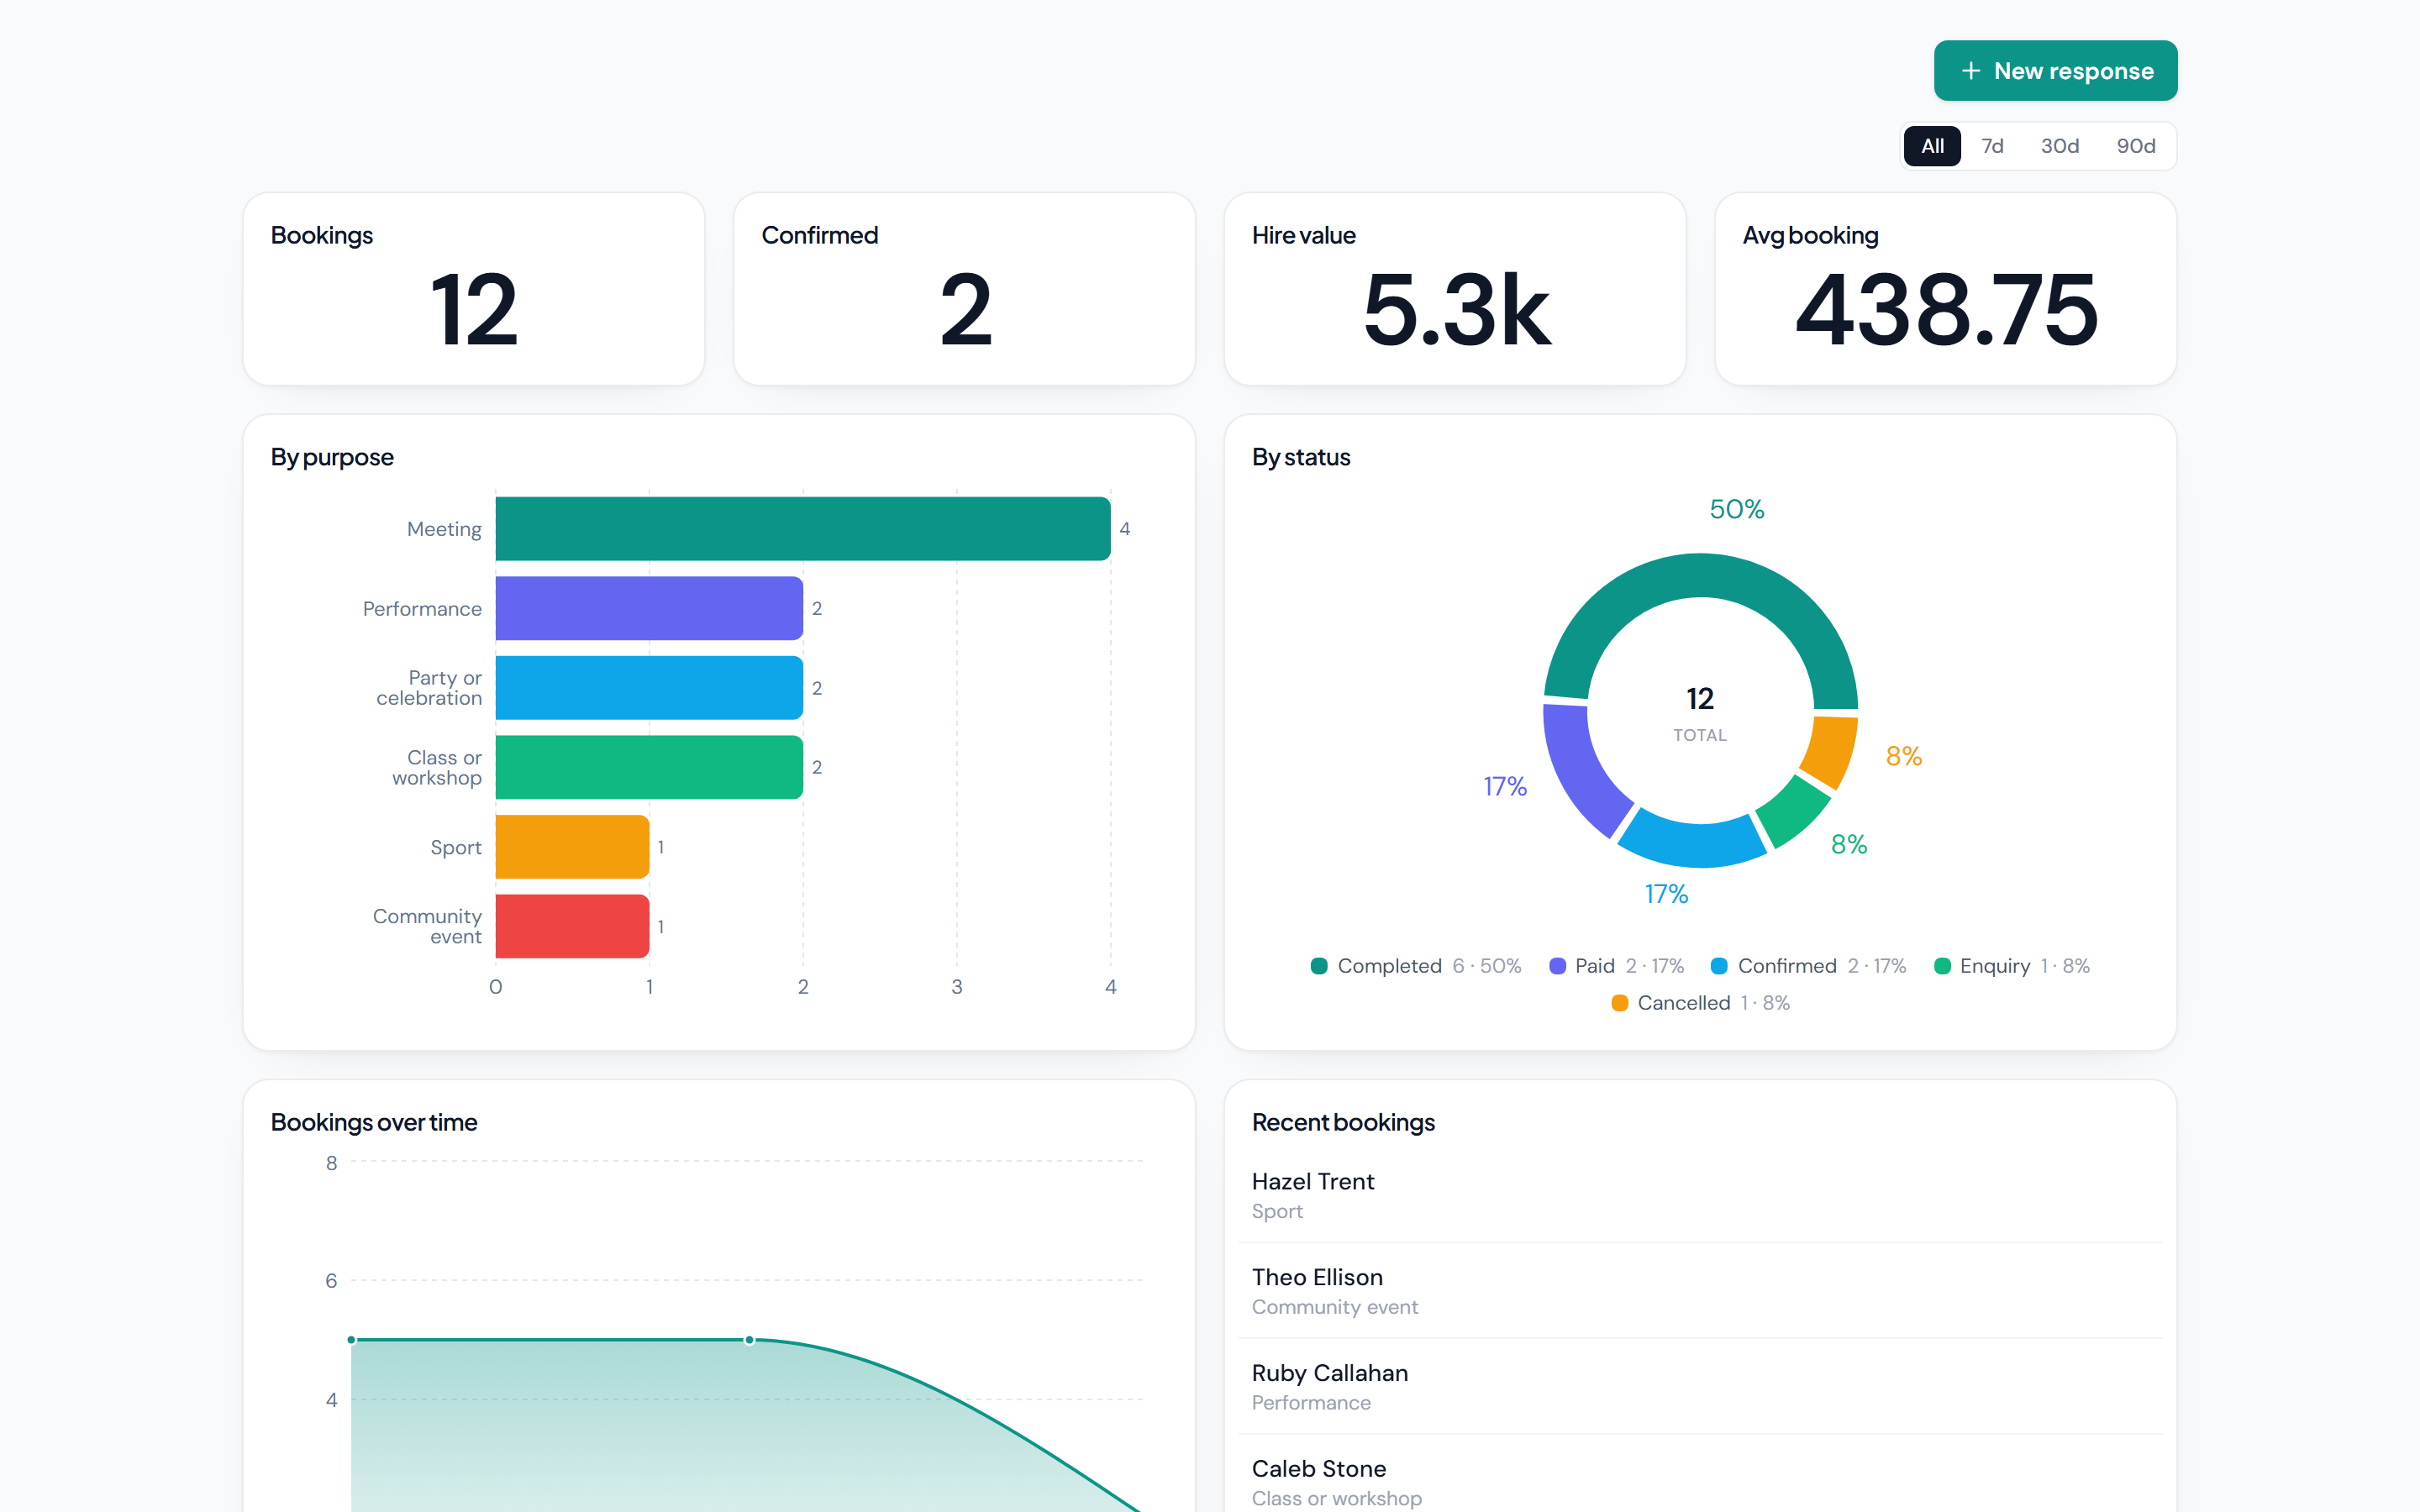 + New response
All 7d 30d 90d
Bookings
12
Confirmed
2
Hire value
5.3k
Avg booking
438.75
By purpose
Meeting
4
Performance
2
Party or
celebration
2
Class or
workshop
2
Sport
1
Community
event
1
0 1 2 3 4
By status
50%
8%
8%
17%
17%
12
TOTAL
Completed 6 · 50% Paid 2 · 17% Confirmed 2 · 17% Enquiry 1 · 8%
Cancelled 1 · 8%
Bookings over time
8
6
4
Recent bookings
Hazel Trent
Sport
Theo Ellison
Community event
Ruby Callahan
Performance
Caleb Stone
Class or workshop